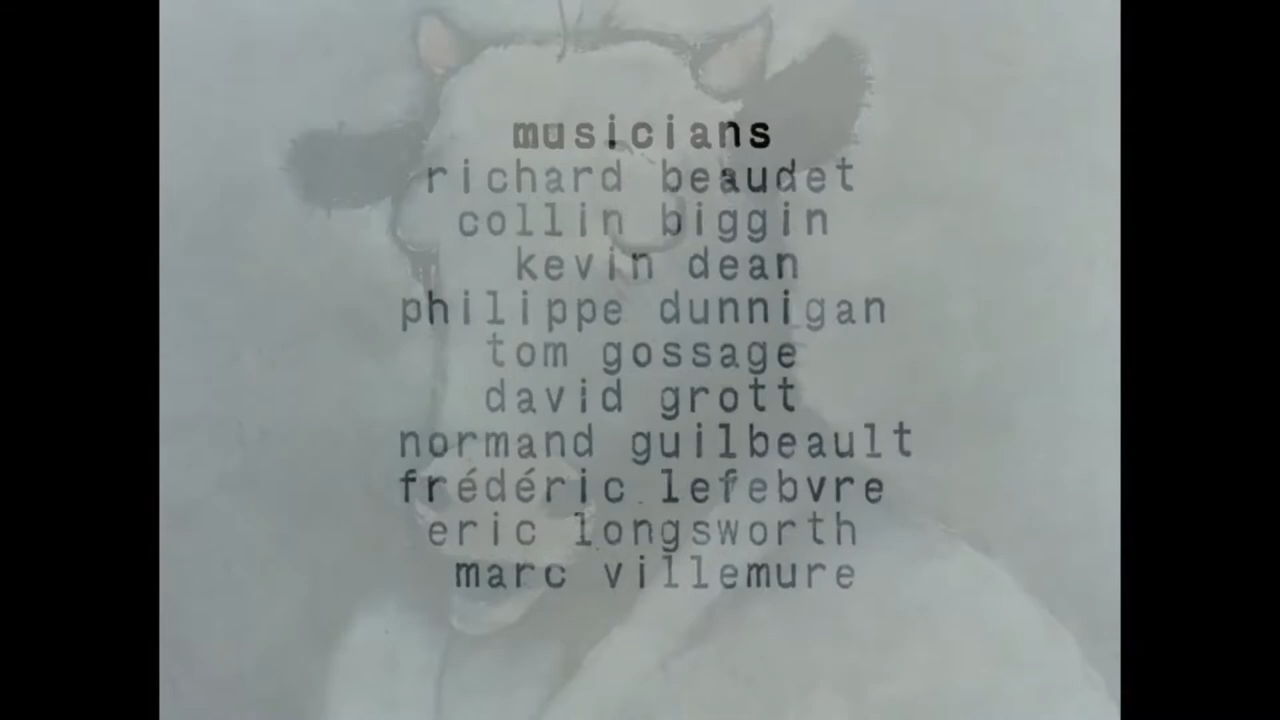 musicians
richard beaudet
collin biggin
kevin dean
philippe dunnigan
tom gossage
david grott
normand guilbeault
frédéric lefebvre
eric longsworth
marc villemure